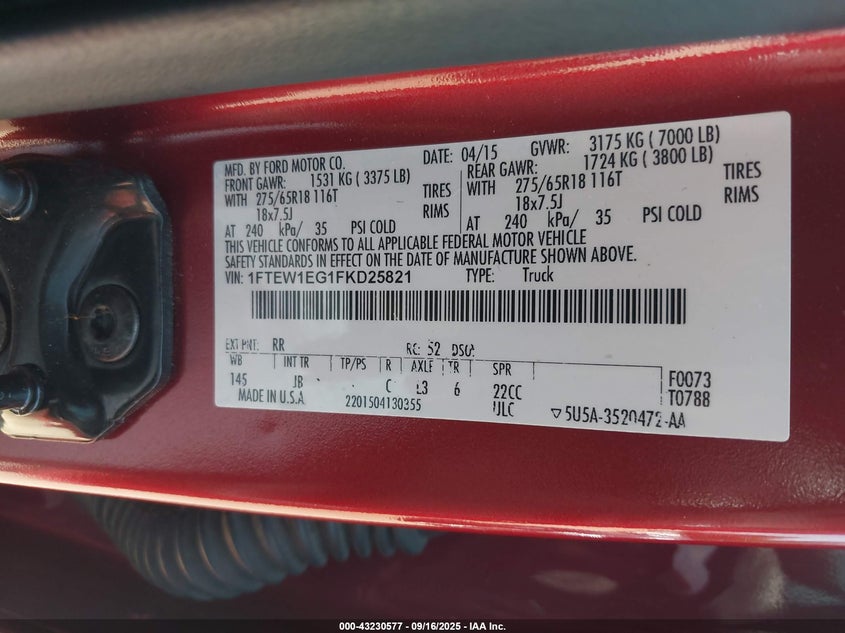 MFD. BY FORD MOTOR CO.
DATE: 04/15 GVWR: 3175 KG ( 7000 LB)
FRONT GAWR: 1531 KG ( 3375 LB)
WITH 275/65R18 116T TIRES
18x7.5J RIMS
AT 240 kPa/ 35 PSI COLD
REAR GAWR: 1724 KG ( 3800 LB)
WITH 275/65R18 116T TIRES
18x7.5J RIMS
AT 240 kPa/ 35 PSI COLD
THIS VEHICLE CONFORMS TO ALL APPLICABLE FEDERAL MOTOR VEHICLE
SAFETY STANDARDS IN EFFECT ON THE DATE OF MANUFACTURE SHOWN ABOVE.
VIN: 1FTEW1EG1FKD25821 TYPE: Truck
EXT PNT: RR RC: 52 DSO:
WB INT TR TP/PS R AXLE TR SPR
145 JB C L3 6 22CC
F0073
T0788
MADE IN U.S.A. 2201504130355 ULC
▽ 5U5A-3520472-AA
000-43230577 - 09/16/2025 - IAA Inc.